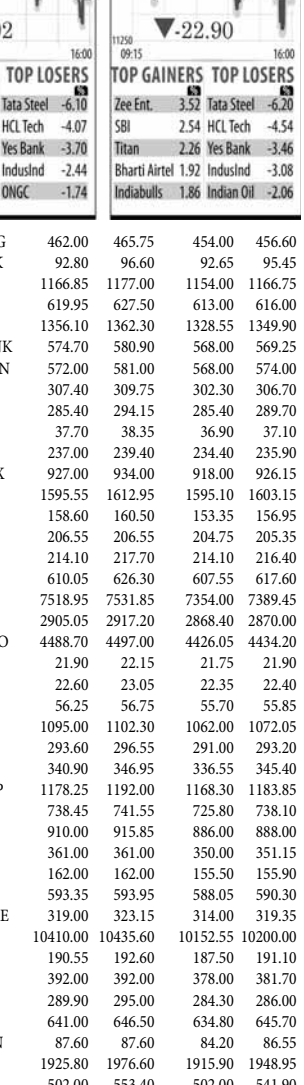 02
▼-22.90
11250
16:00
09:15
16:00
TOP LOSERS
TOP GAINERS TOP LOSERS
%
%
%
Tata Steel -6.10 Zee Ent. 3.52 Tata Steel -6.20
HCL Tech -4.07 SBI 2.54 HCL Tech -4.54
Yes Bank -3.70 Titan 2.26 Yes Bank -3.46
IndusInd -2.44 Bharti Airtel 1.92 IndusInd -3.08
ONGC -1.74 Indiabulls 1.86 Indian Oil -2.06
G 462.00 465.75 454.00 456.60
K 92.80 96.60 92.65 95.45
1166.85 1177.00 1154.00 1166.75
619.95 627.50 613.00 616.00
1356.10 1362.30 1328.55 1349.90
NK 574.70 580.90 568.00 569.25
N 572.00 581.00 568.00 574.00
307.40 309.75 302.30 306.70
285.40 294.15 285.40 289.70
37.70 38.35 36.90 37.10
237.00 239.40 234.40 235.90
X 927.00 934.00 918.00 926.15
1595.55 1612.95 1595.10 1603.15
158.60 160.50 153.35 156.95
206.55 206.55 204.75 205.35
214.10 217.70 214.10 216.40
610.05 626.30 607.55 617.60
7518.95 7531.85 7354.00 7389.45
2905.05 2917.20 2868.40 2870.00
O 4488.70 4497.00 4426.05 4434.20
21.90 22.15 21.75 21.90
22.60 23.05 22.35 22.40
56.25 56.75 55.70 55.85
1095.00 1102.30 1062.00 1072.05
293.60 296.55 291.00 293.20
340.90 346.95 336.55 345.40
P 1178.25 1192.00 1168.30 1183.85
738.45 741.55 725.80 738.10
910.00 915.85 886.00 888.00
361.00 361.00 350.00 351.15
162.00 162.00 155.50 155.90
593.35 593.95 588.05 590.30
E 319.00 323.15 314.00 319.35
10410.00 10435.60 10152.55 10200.00
190.55 192.60 187.50 191.10
392.00 392.00 378.00 381.70
289.90 295.00 284.30 286.00
641.00 646.50 634.80 645.70
N 87.60 87.60 84.20 86.55
1925.80 1976.60 1915.90 1948.95
502.00 553.40 502.00 541.90